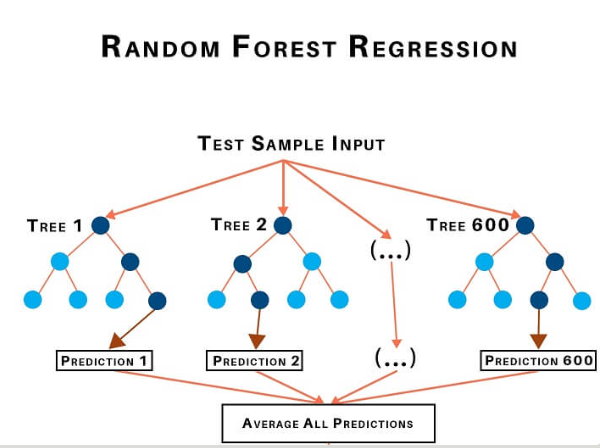 Random Forest Regression
Test Sample Input
Tree 1
Tree 2
Tree 600
(...)
Prediction 1
Prediction 2
(...)
Prediction 600
Average All Predictions